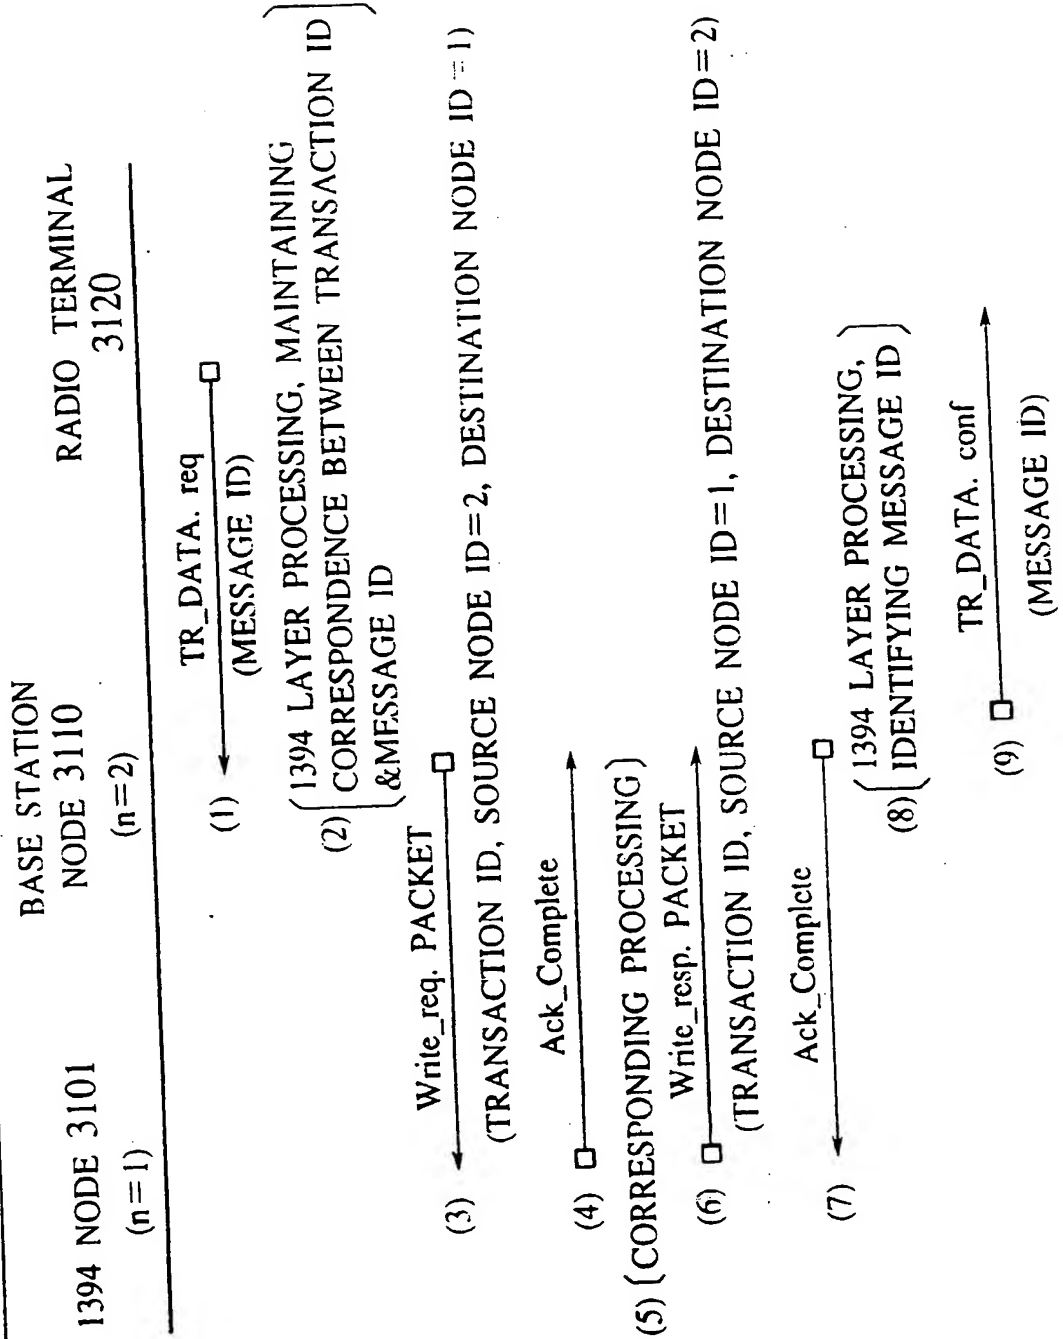 BASE STATION
1394 NODE 3101
NODE 3110
RADIO TERMINAL
(n=1)
(n=2)
3120
(1)
TR_DATA. req
(MESSAGE ID)
(2)
1394 LAYER PROCESSING, MAINTAINING
CORRESPONDENCE BETWEEN TRANSACTION ID
&MESSAGE ID
(3)
Write_req. PACKET
(TRANSACTION ID, SOURCE NODE ID=2, DESTINATION NODE ID=1)
(4)
Ack_Complete
(5) (CORRESPONDING PROCESSING)
(6)
Write_resp. PACKET
(TRANSACTION ID, SOURCE NODE ID=1, DESTINATION NODE ID=2)
(7)
Ack_Complete
(8)
1394 LAYER PROCESSING,
IDENTIFYING MESSAGE ID
(9)
TR_DATA. conf
(MESSAGE ID)